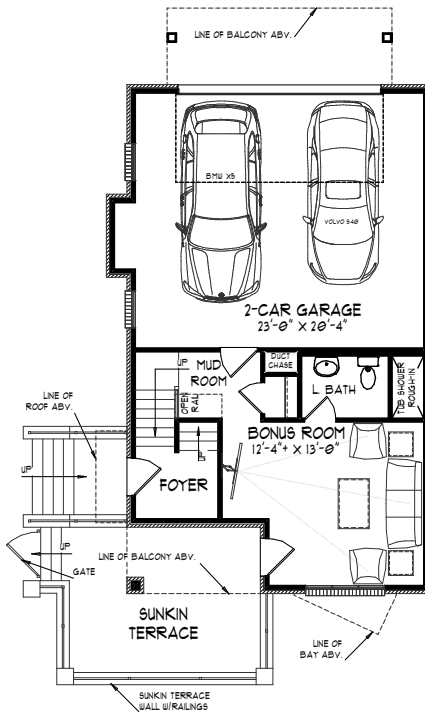 LINE OF BALCONY ABV.
BMW X5
VOLVO S40
2-CAR GARAGE
23'-0" X 20'-4"
UP
MUD
ROOM
DUCT
CHASE
L. BATH
TUB SHOWER
ROUGH-IN
OPEN
RAIL
LINE OF
ROOF ABV.
UP
BONUS ROOM
12'-4"+ X 13'-0"
UP
FOYER
UP
LINE OF BALCONY ABV.
GATE
SUNKIN
TERRACE
LINE OF
BAY ABV.
SUNKIN TERRACE
WALL W/RAILINGS